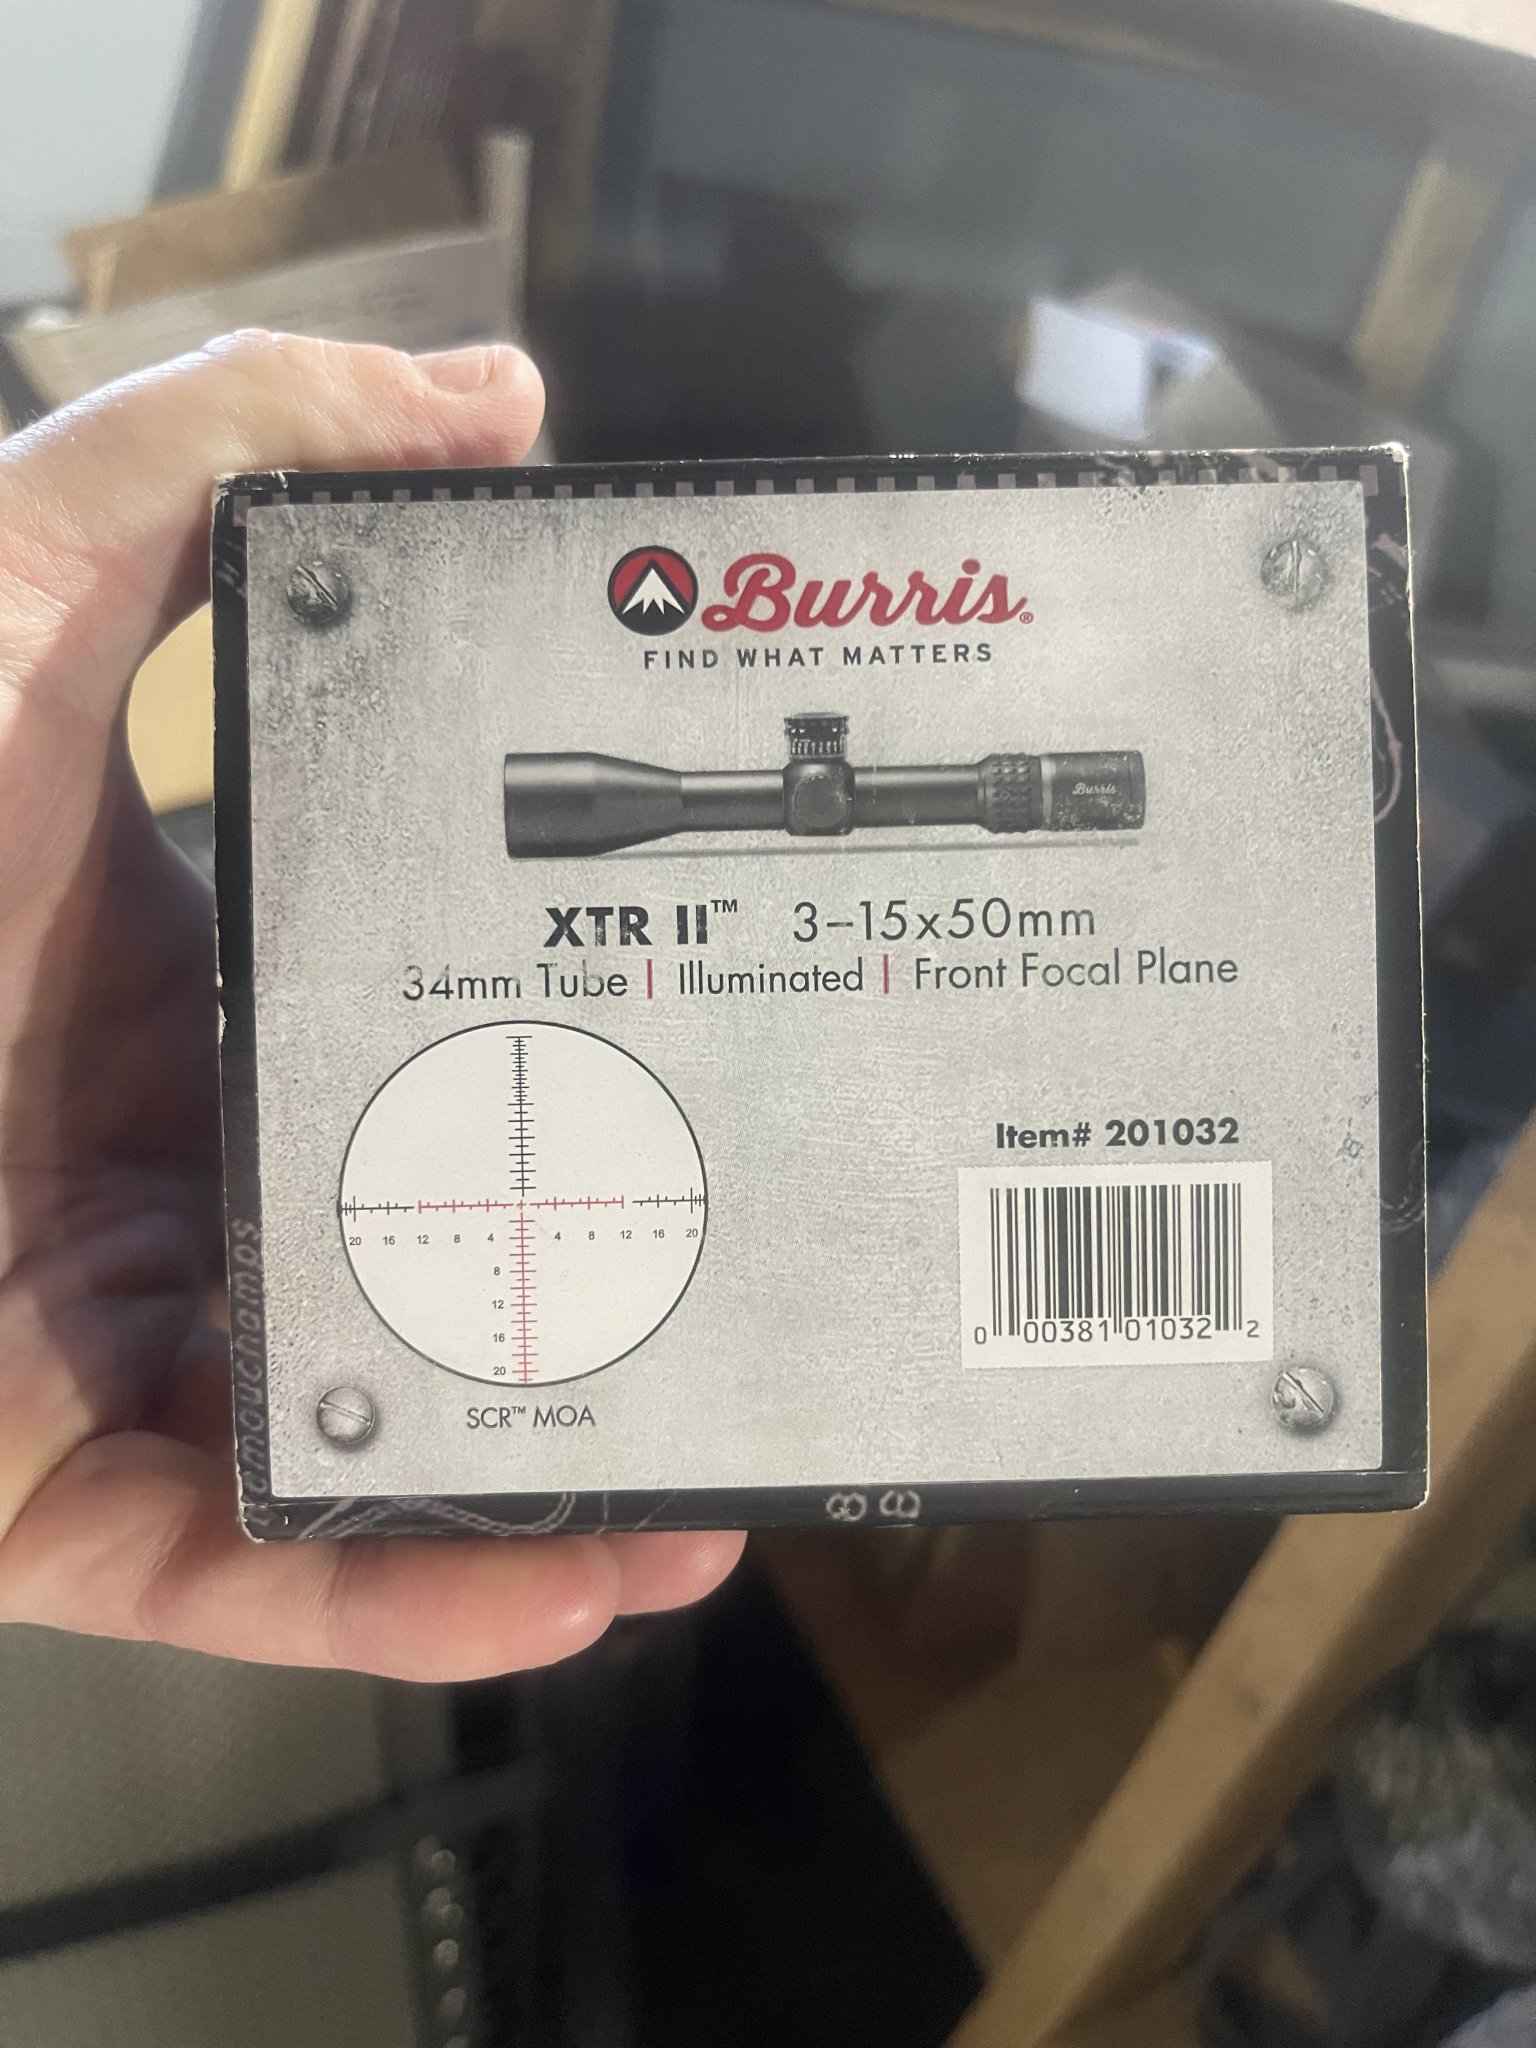 Burris®
FIND WHAT MATTERS
Burris
XTR II™ 3-15x50mm
34mm Tube | Illuminated | Front Focal Plane
20 16 12 8 4 4 8 12 16 20
8
12
16
20
SCR™ MOA
Item# 201032
0 00381 01032 2